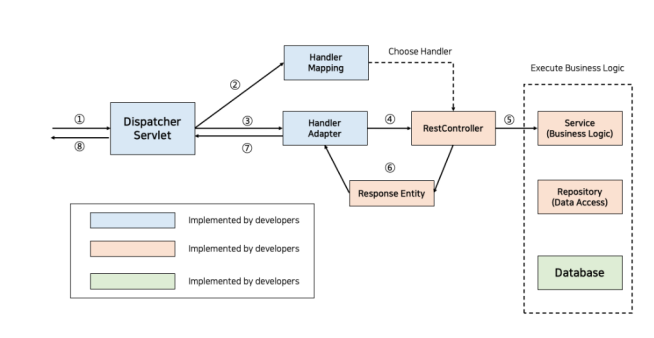 Handler
Mapping
Choose Handler
Execute Business Logic
②
①
Dispatcher
Servlet
③
Handler
Adapter
④
RestController
⑤
Service
(Business Logic)
⑧
⑦
⑥
Response Entity
Repository
(Data Access)
Implemented by developers
Implemented by developers
Implemented by developers
Database